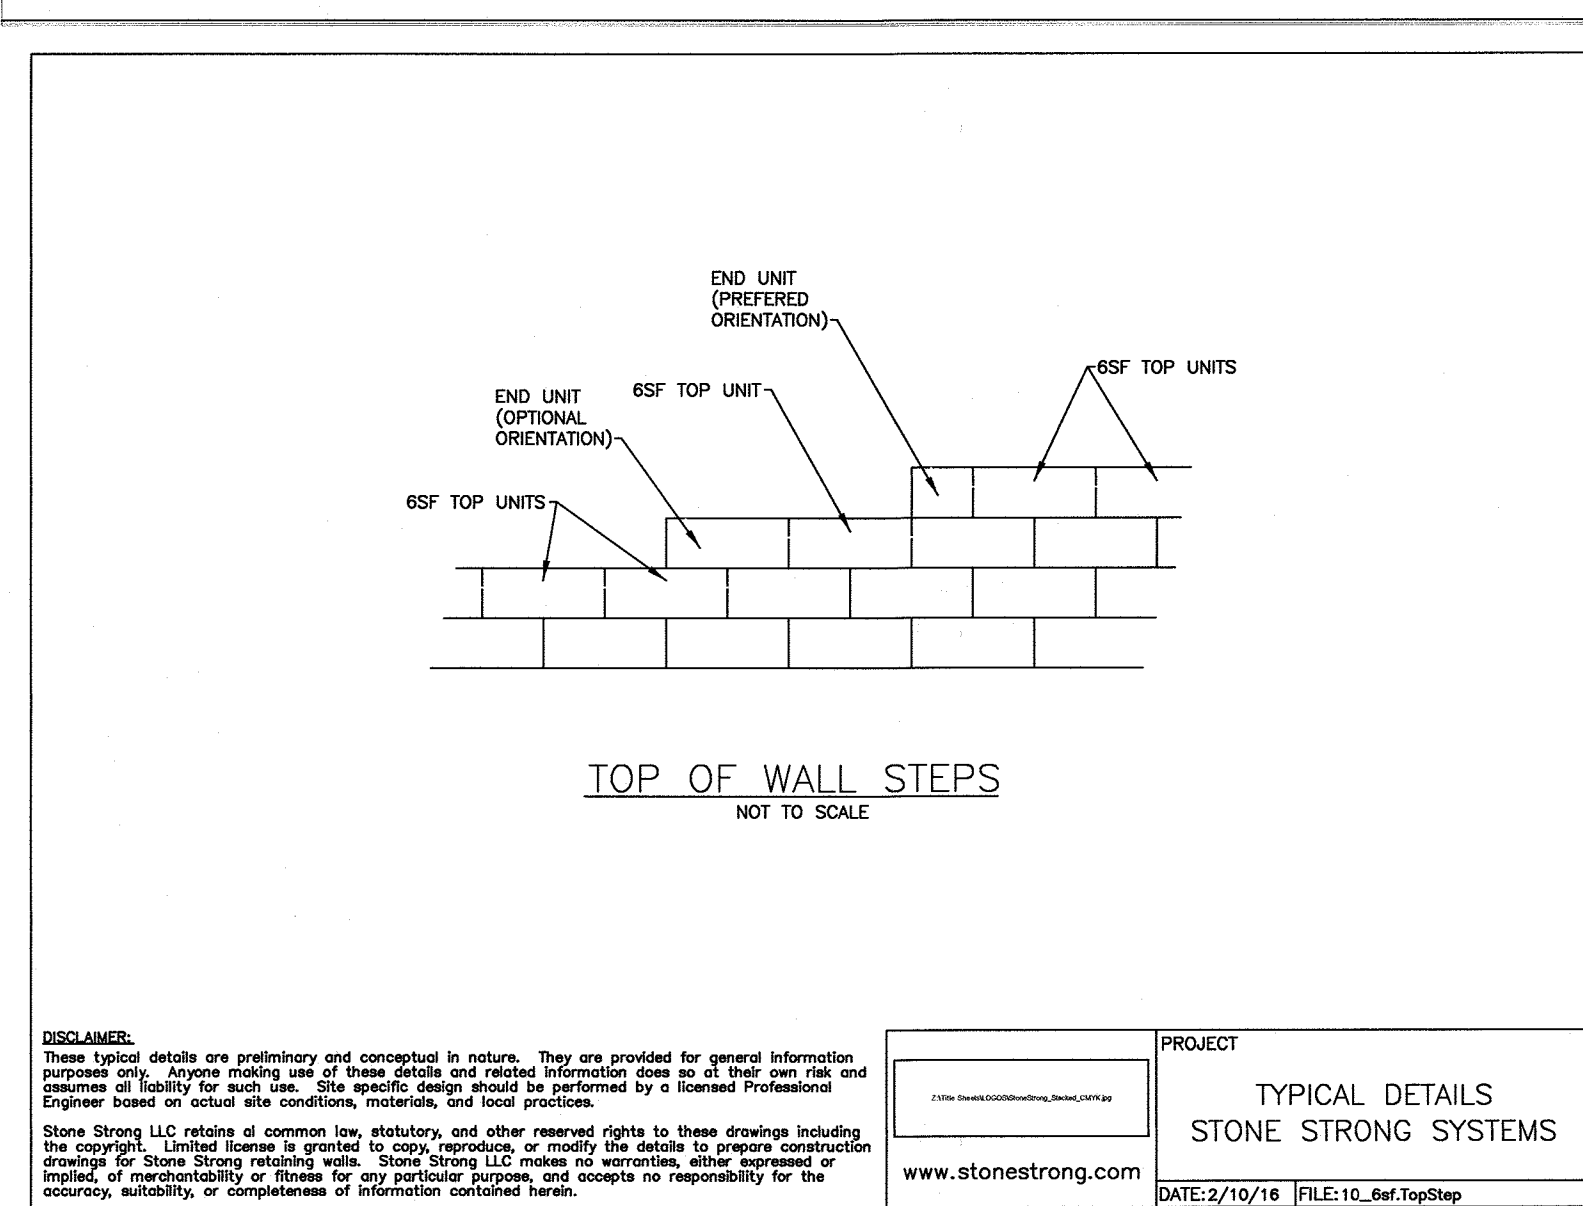 END UNIT
(PREFERED
ORIENTATION)
6SF TOP UNITS
END UNIT
(OPTIONAL
ORIENTATION)
6SF TOP UNIT
6SF TOP UNITS
TOP OF WALL STEPS
NOT TO SCALE
DISCLAIMER:
These typical details are preliminary and conceptual in nature. They are provided for general information
purposes only. Anyone making use of these details and related information does so at their own risk and
assumes all liability for such use. Site specific design should be performed by a licensed Professional
Engineer based on actual site conditions, materials, and local practices.
Stone Strong LLC retains al common law, statutory, and other reserved rights to these drawings including
the copyright. Limited license is granted to copy, reproduce, or modify the details to prepare construction
drawings for Stone Strong retaining walls. Stone Strong LLC makes no warranties, either expressed or
implied, of merchantability or fitness for any particular purpose, and accepts no responsibility for the
accuracy, suitability, or completeness of information contained herein.
Z:\Title Sheets\LOGOS\StoneStrong_Stacked_CMYK.jpg
www.stonestrong.com
PROJECT
TYPICAL DETAILS
STONE STRONG SYSTEMS
DATE: 2/10/16
FILE: 10_6sf.TopStep